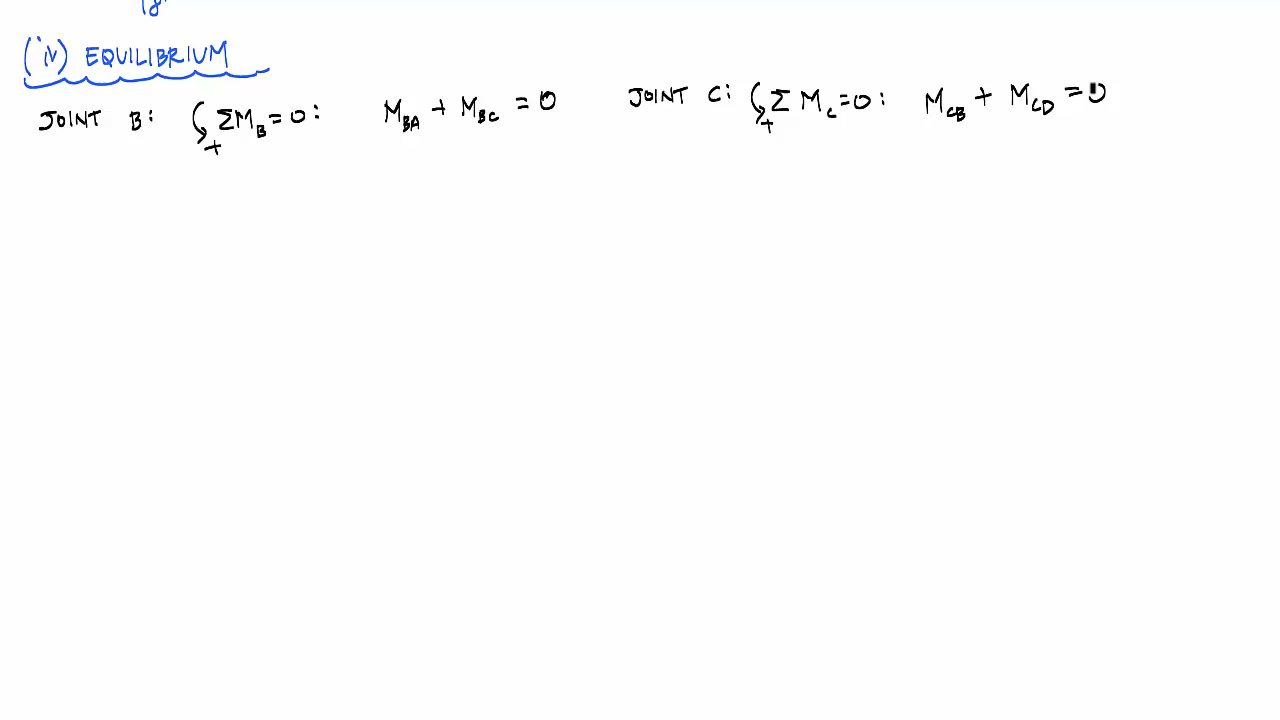 (iv) EQUILIBRIUM
JOINT B: ↶+ ΣM_B = 0: M_BA + M_BC = 0
JOINT C: ↶+ ΣM_C = 0: M_CB + M_CD = 0